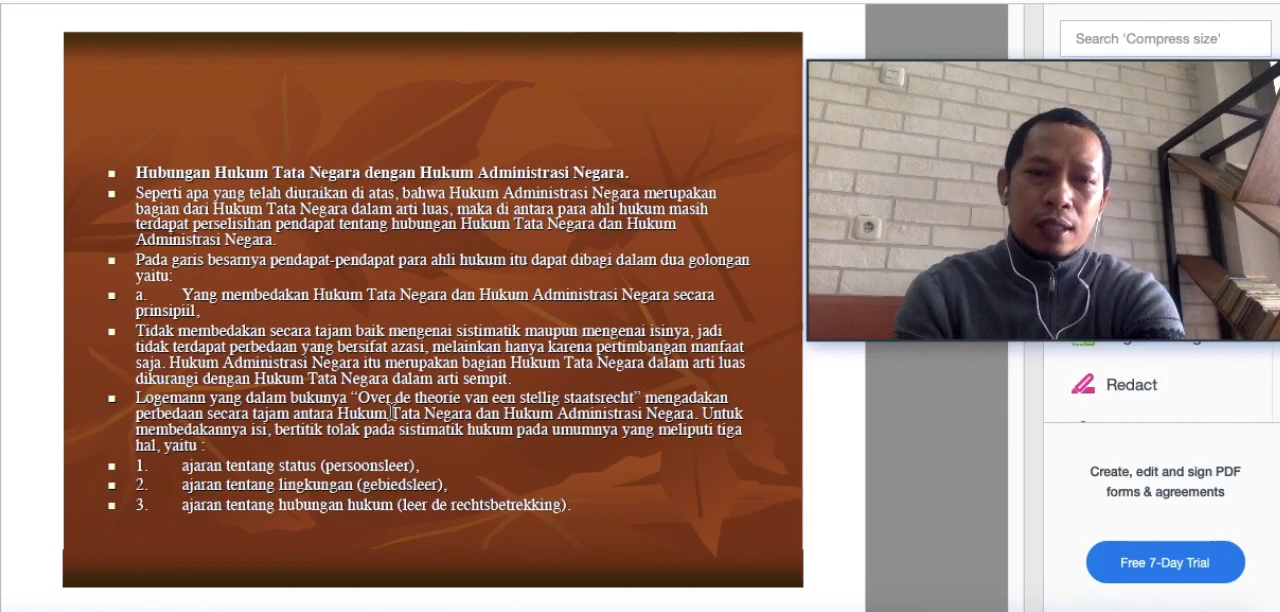 Search 'Compress size'
Hubungan Hukum Tata Negara dengan Hukum Administrasi Negara.
Seperti apa yang telah diuraikan di atas, bahwa Hukum Administrasi Negara merupakan
bagian dari Hukum Tata Negara dalam arti luas, maka di antara para ahli hukum masih
terdapat perselisihan pendapat tentang hubungan Hukum Tata Negara dan Hukum
Administrasi Negara.
Pada garis besarnya pendapat-pendapat para ahli hukum itu dapat dibagi dalam dua golongan
yaitu:
a. Yang membedakan Hukum Tata Negara dan Hukum Administrasi Negara secara
prinsipiil,
Tidak membedakan secara tajam baik mengenai sistimatik maupun mengenai isinya, jadi
tidak terdapat perbedaan yang bersifat azasi, melainkan hanya karena pertimbangan manfaat
saja. Hukum Administrasi Negara itu merupakan bagian Hukum Tata Negara dalam arti luas
dikurangi dengan Hukum Tata Negara dalam arti sempit.
Logemann yang dalam bukunya “Over de theorie van een stellig staatsrecht” mengadakan
perbedaan secara tajam antara Hukum Tata Negara dan Hukum Administrasi Negara. Untuk
membedakannya isi, bertitik tolak pada sistimatik hukum pada umumnya yang meliputi tiga
hal, yaitu :
1. ajaran tentang status (persoonsleer),
2. ajaran tentang lingkungan (gebiedsleer),
3. ajaran tentang hubungan hukum (leer de rechtsbetrekking).
Redact
Create, edit and sign PDF
forms & agreements
Free 7-Day Trial